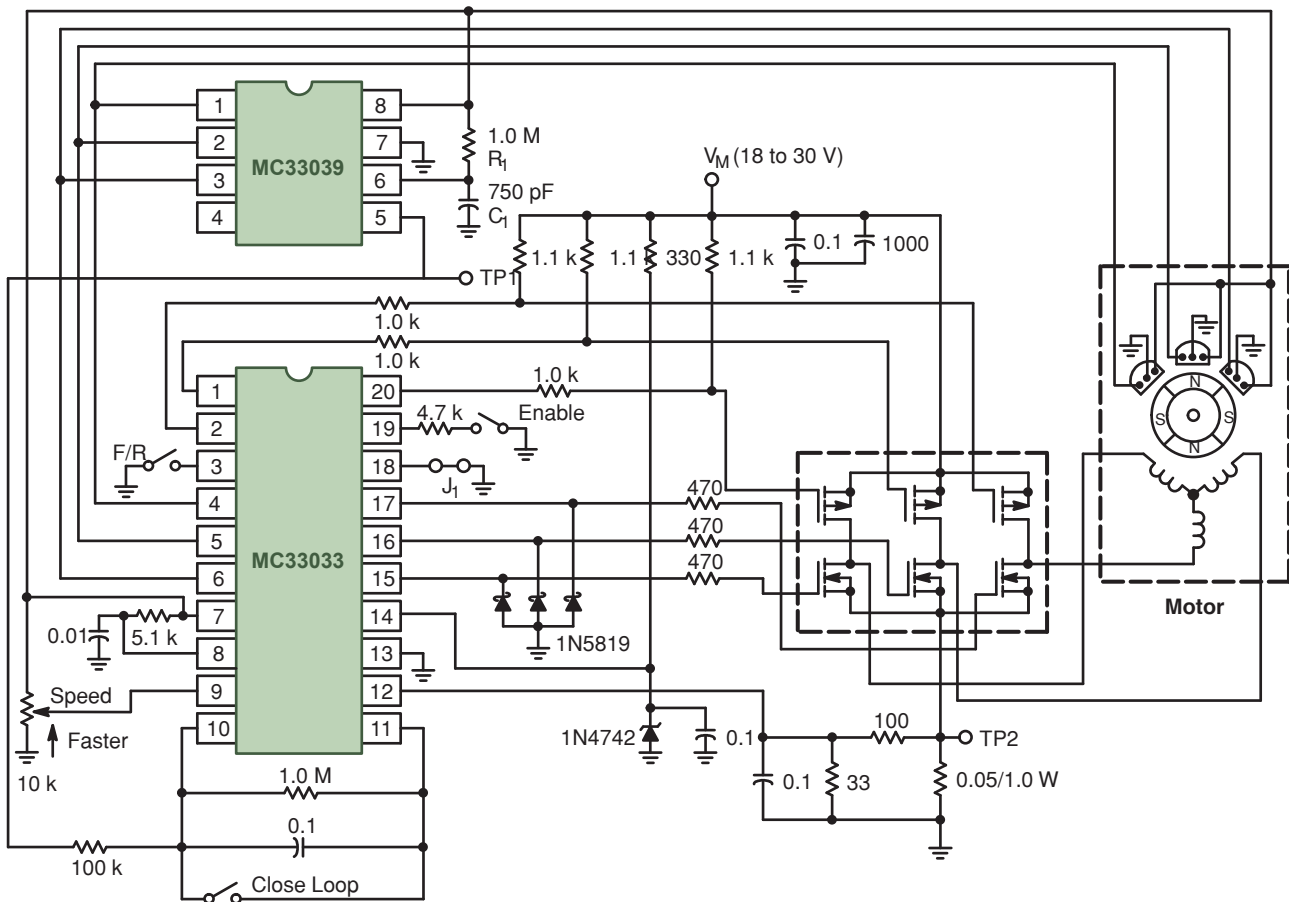 MC33039
1
2
3
4
8
7
6
5
1.0 M
R1
750 pF
C1
VM (18 to 30 V)
1.1 k
1.1 k
330
1.1 k
0.1
1000
TP1
1.0 k
1.0 k
1.0 k
Enable
4.7 k
F/R
J1
MC33033
1
2
3
4
5
6
7
8
9
10
20
19
18
17
16
15
14
13
12
11
470
470
470
N
S
S
N
Motor
0.01
5.1 k
1N5819
Speed
Faster
10 k
1N4742
0.1
100
TP2
0.1
33
0.05/1.0 W
1.0 M
0.1
100 k
Close Loop